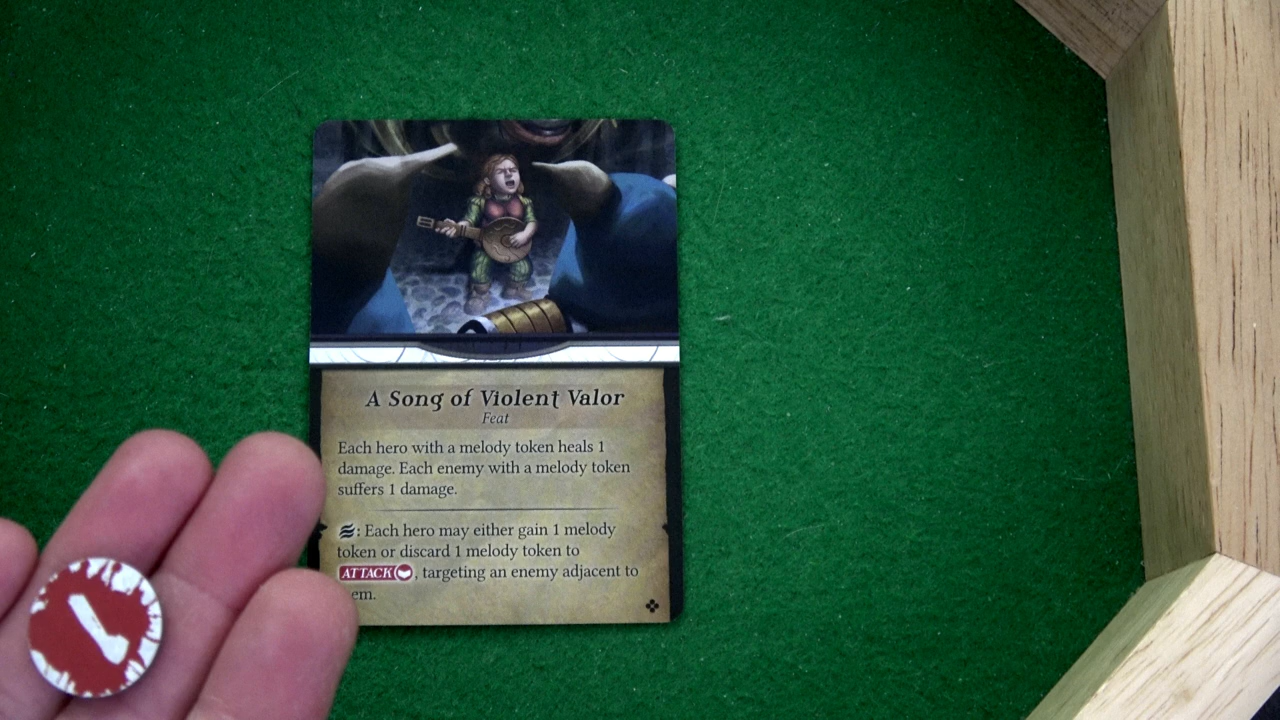 A Song of Violent Valor
Feat
Each hero with a melody token heals 1
damage. Each enemy with a melody token
suffers 1 damage.
: Each hero may either gain 1 melody
token or discard 1 melody token to
ATTACK , targeting an enemy adjacent to
em.
1